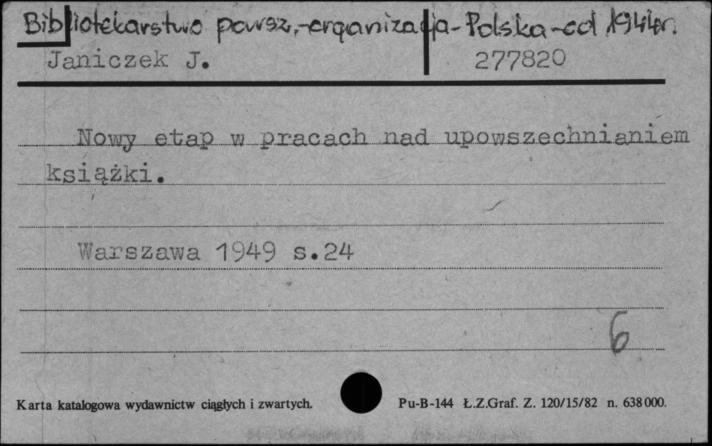 Bibliotekarstwo powsz.-organizacja-Polska-od 1944r.
Janiczek J. 277820
Nowy etap w pracach nad upowszechnianiem
książki.
Warszawa 1949 s.24
6
Karta katalogowa wydawnictw ciągłych i zwartych. Pu-B-144 Ł.Z.Graf. Z. 120/15/82 n. 638000.